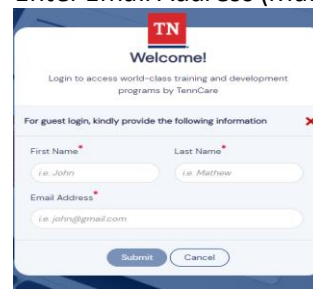 Enter Email Address
TN
Welcome!
Login to access world-class training and development
programs by TennCare
For guest login, kindly provide the following information
First Name* Last Name*
i.e. John i.e. Mathew
Email Address*
i.e. john@gmail.com
Submit Cancel